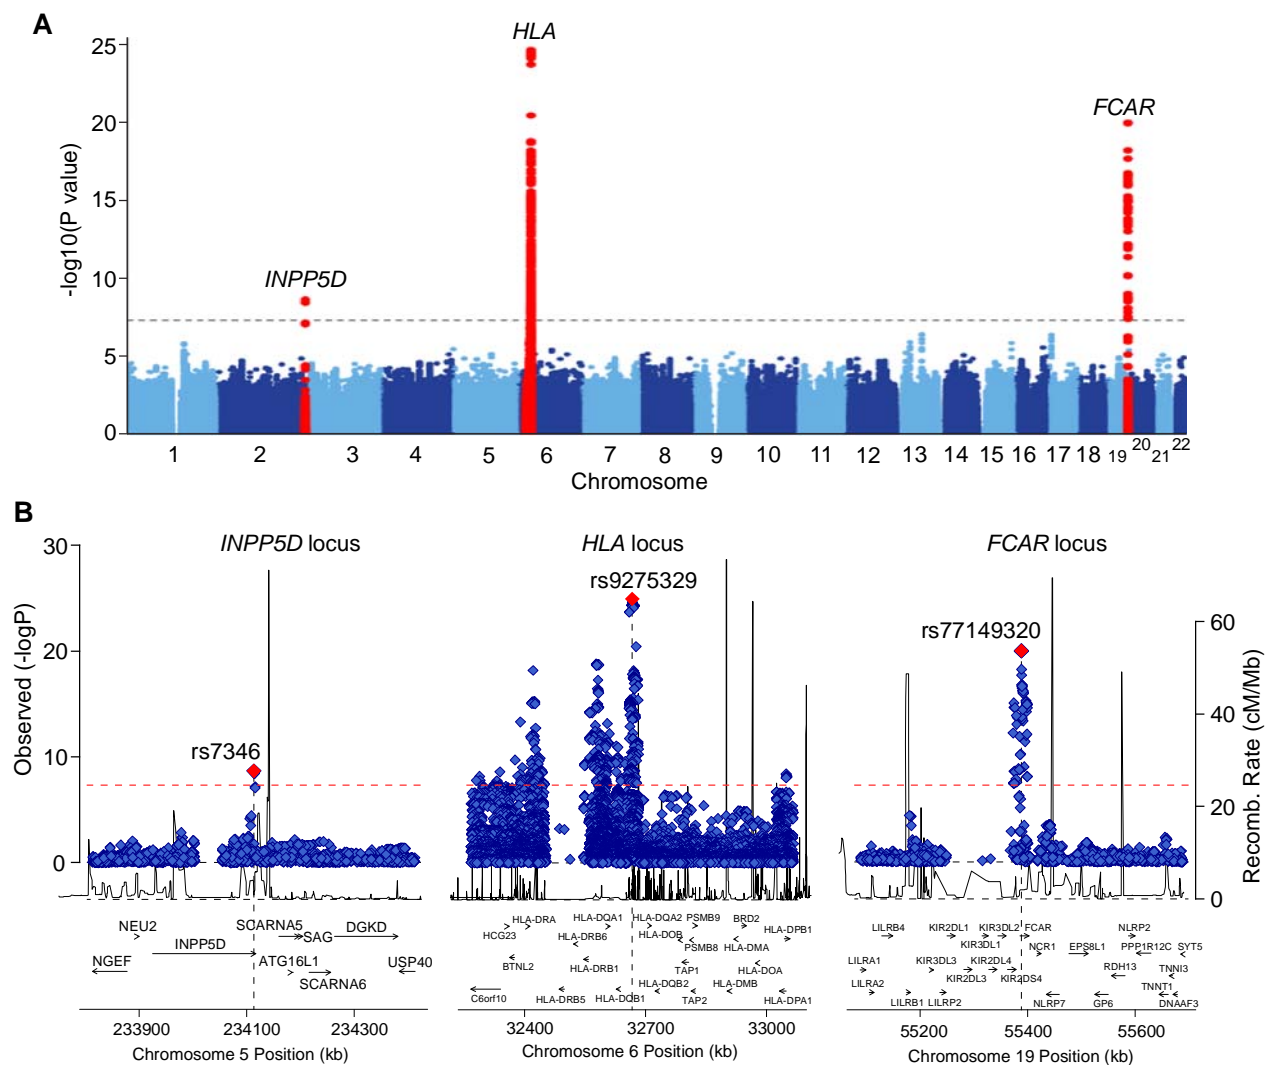 A
HLA
FCAR
INPP5D
-log10(P value)
25
20
15
10
5
0
1 2 3 4 5 6 7 8 9 10 11 12 13 14 15 16 17 18 19 20 21 22
Chromosome
B
INPP5D locus
HLA locus
FCAR locus
rs7346
rs9275329
rs77149320
Observed (-logP)
30
20
10
0
Recomb. Rate (cM/Mb)
60
40
20
0
NEU2
SCARNA5
SAG
DGKD
INPP5D
NGEF
ATG16L1
USP40
SCARNA6
233900 234100 234300
Chromosome 5 Position (kb)
HLA-DRA
HLA-DQA1
HLA-DQA2
PSMB9
BRD2
HCG23
HLA-DRB6
HLA-DOB
PSMB8
HLA-DMA
HLA-DPB1
BTNL2
HLA-DRB1
TAP1
HLA-DOA
HLA-DQB2
HLA-DMB
C6orf10
HLA-DRB5
HLA-DQB1
TAP2
HLA-DPA1
32400 32700 33000
Chromosome 6 Position (kb)
LILRB4
KIR2DL1
KIR3DL2
FCAR
NLRP2
KIR3DL1
NCR1
EPS8L1
PPP1R12C
SYT5
LILRA1
KIR3DL3
KIR2DL4
KIR2DL3
KIR2DS4
RDH13
TNNI3
LILRA2
TNNT1
LILRB1
LILRP2
NLRP7
GP6
DNAAF3
55200 55400 55600
Chromosome 19 Position (kb)